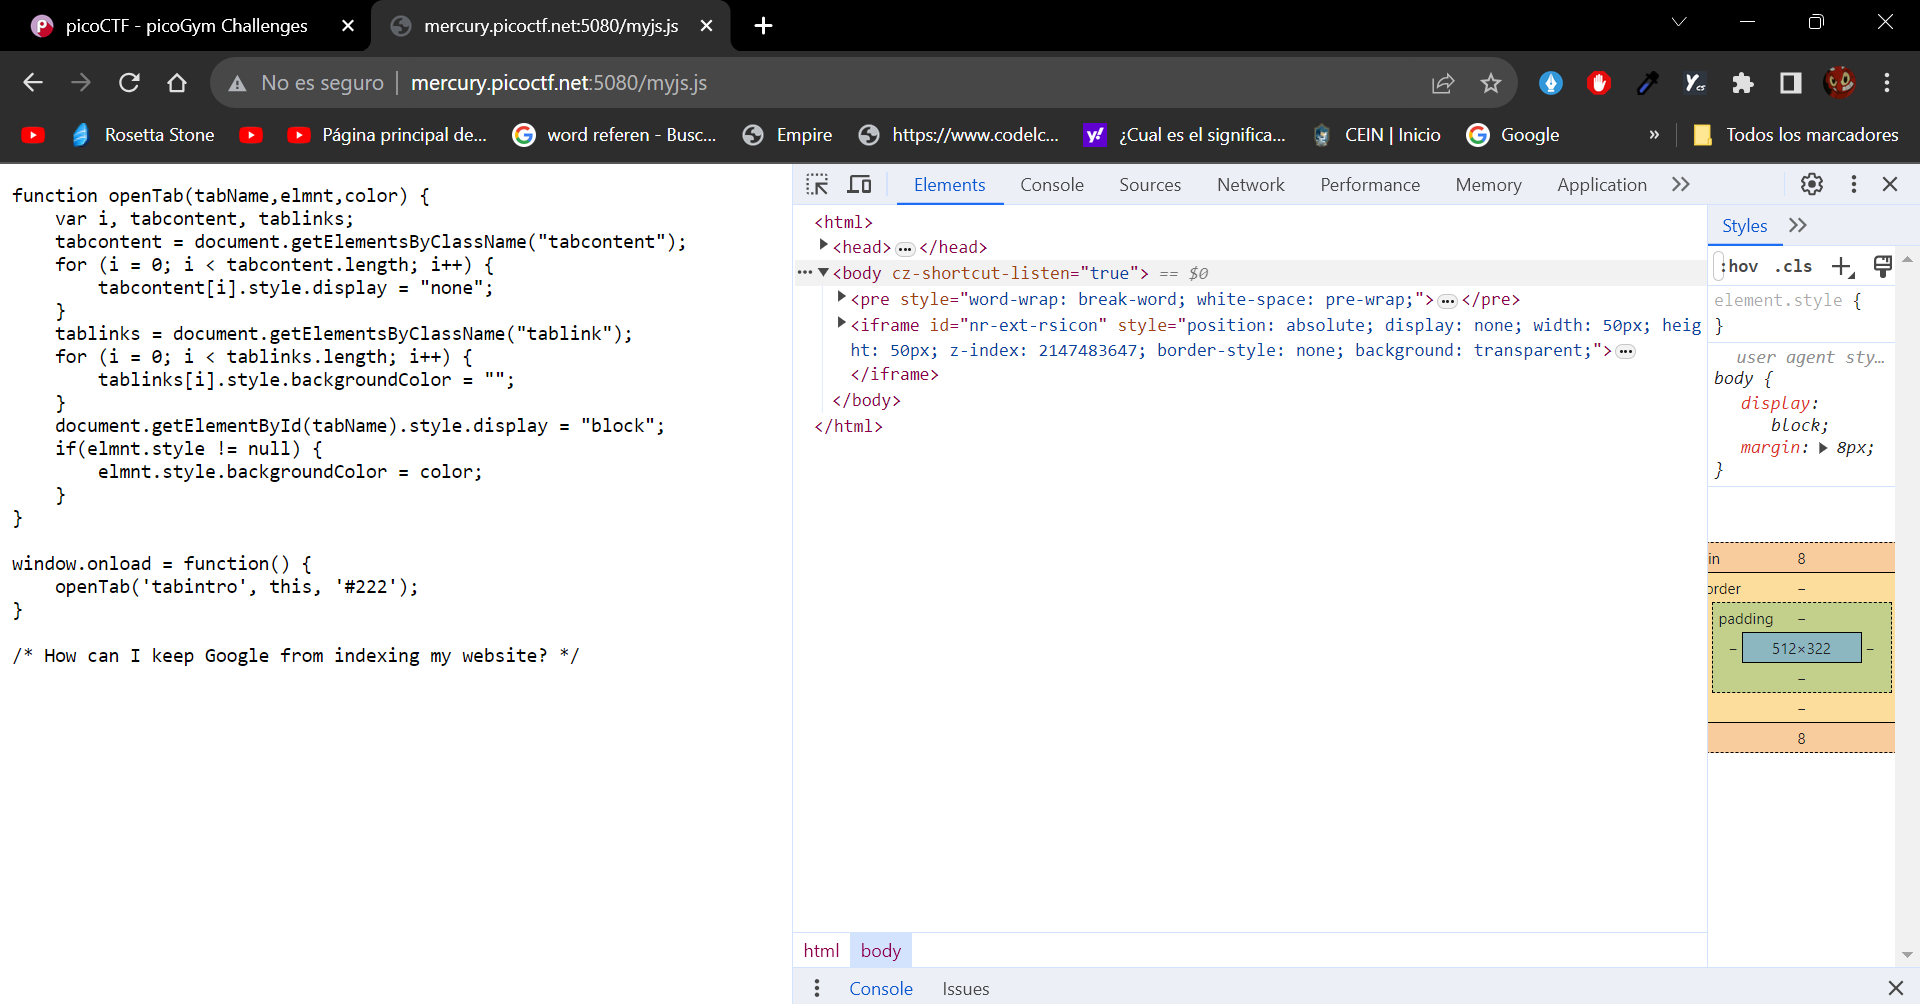 picoCTF - picoGym Challenges
mercury.picoctf.net:5080/myjs.js
No es seguro
mercury.picoctf.net:5080/myjs.js
Rosetta Stone
Página principal de...
word referen - Busc...
Empire
https://www.codelc...
¿Cual es el significa...
CEIN | Inicio
Google
»
Todos los marcadores
function openTab(tabName,elmnt,color) {
    var i, tabcontent, tablinks;
    tabcontent = document.getElementsByClassName("tabcontent");
    for (i = 0; i < tabcontent.length; i++) {
        tabcontent[i].style.display = "none";
    }
    tablinks = document.getElementsByClassName("tablink");
    for (i = 0; i < tablinks.length; i++) {
        tablinks[i].style.backgroundColor = "";
    }
    document.getElementById(tabName).style.display = "block";
    if(elmnt.style != null) {
        elmnt.style.backgroundColor = color;
    }
}
window.onload = function() {
    openTab('tabintro', this, '#222');
}
/* How can I keep Google from indexing my website? */
Elements Console Sources Network Performance Memory Application
<html>
<head>…</head>
<body cz-shortcut-listen="true"> == $0
<pre style="word-wrap: break-word; white-space: pre-wrap;">…</pre>
<iframe id="nr-ext-rsicon" style="position: absolute; display: none; width: 50px; heig
ht: 50px; z-index: 2147483647; border-style: none; background: transparent;">…
</iframe>
</body>
</html>
Styles
:hov .cls
element.style {
}
user agent sty…
body {
display:
block;
margin: 8px;
}
in 8
order –
padding –
– 512×322 –
–
–
8
html body
Console Issues